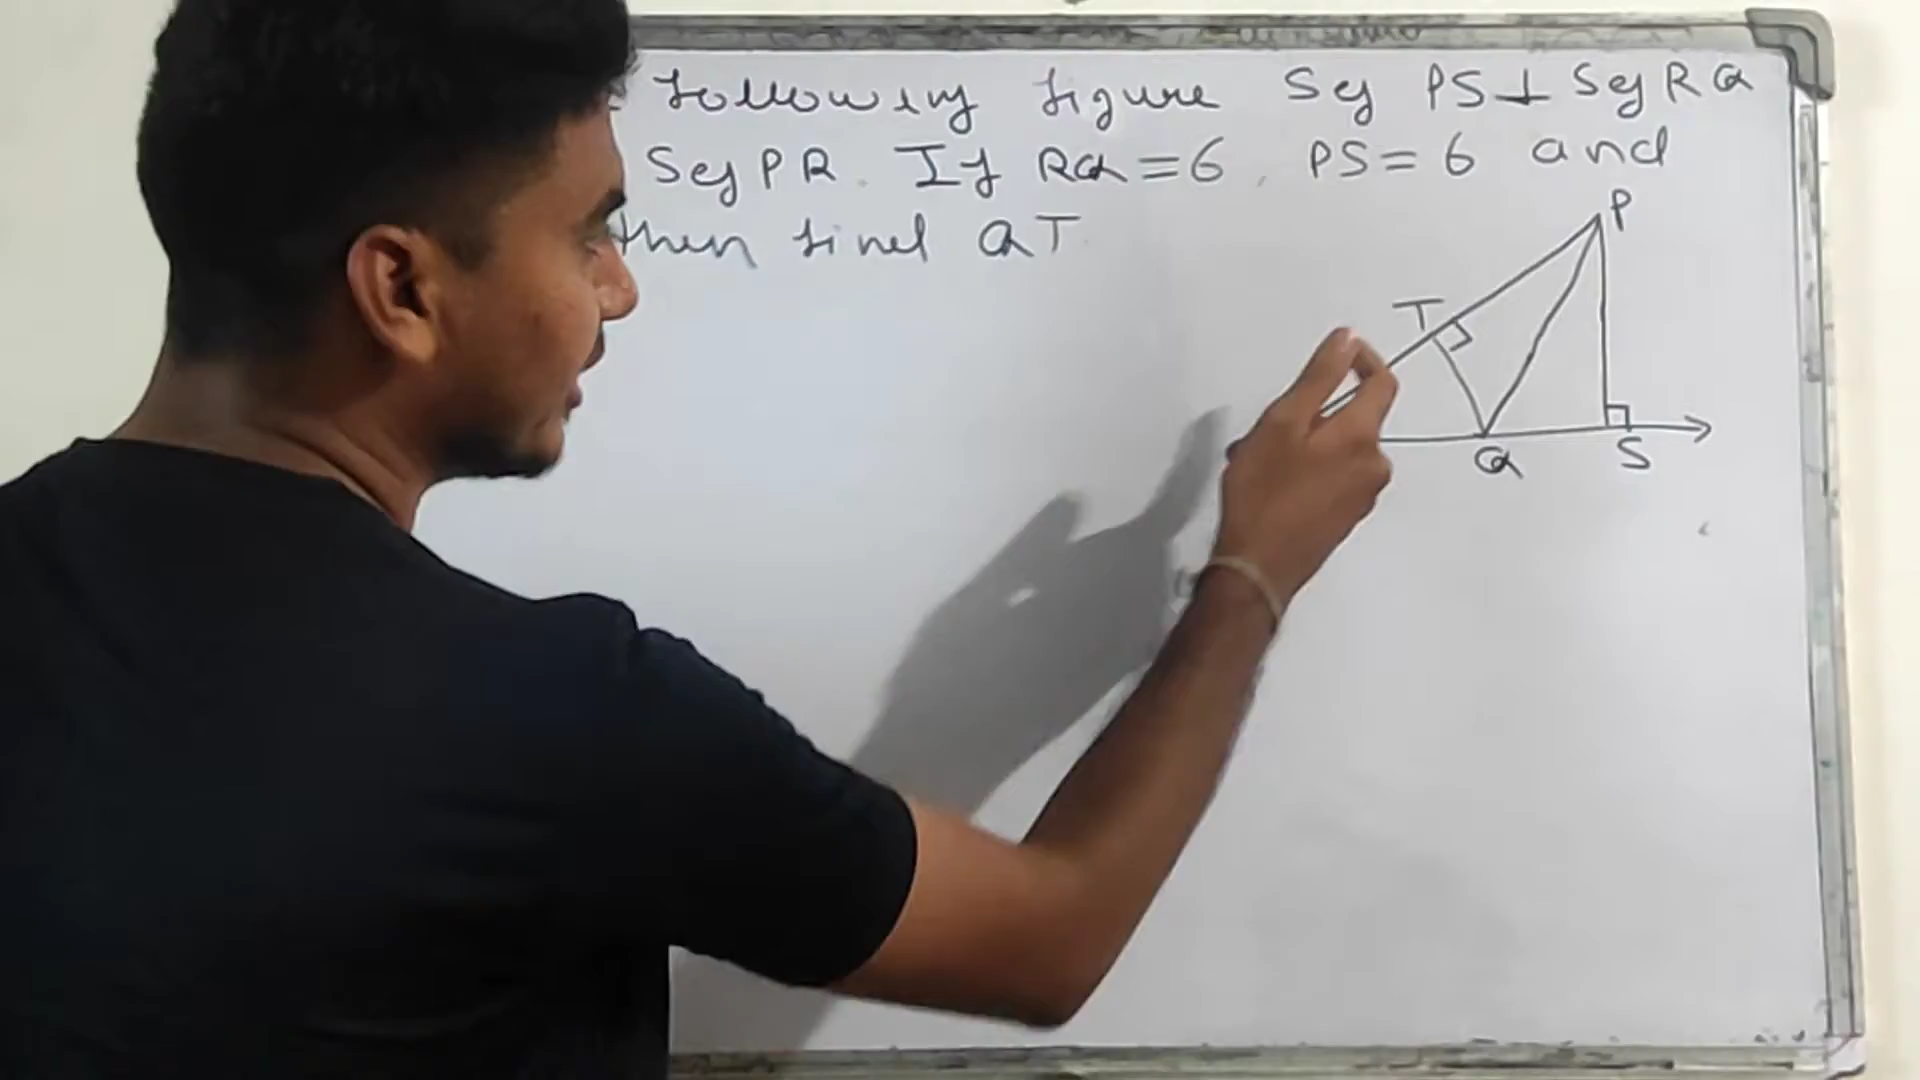 following figure Seg PS ⊥ Seg RQ
Seg PR. If RQ = 6, PS = 6 and
then find QT
P
T
Q
S